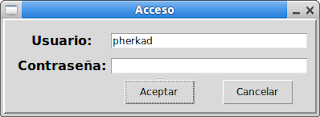 Acceso
Usuario: pherkad
Contraseña:
Aceptar Cancelar